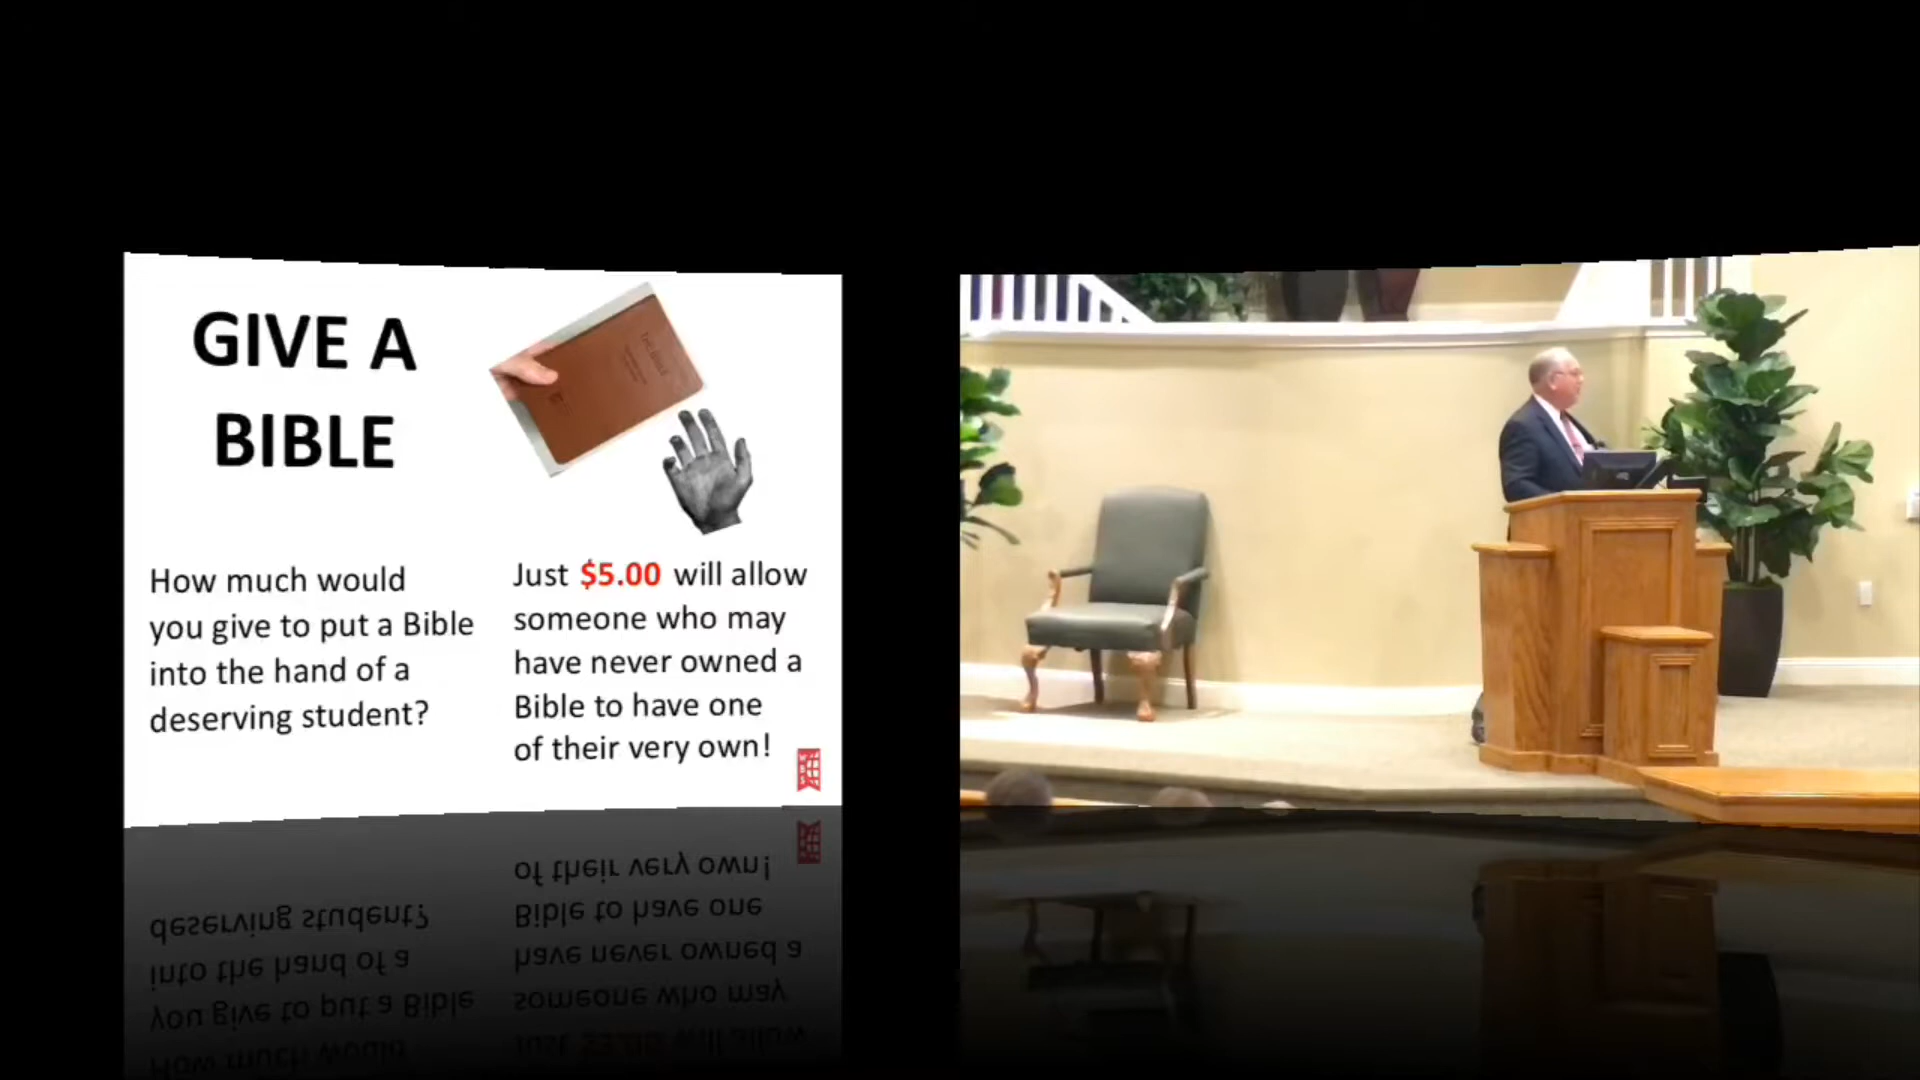 GIVE A
BIBLE
How much would
you give to put a Bible
into the hand of a
deserving student?
Just $5.00 will allow
someone who may
have never owned a
Bible to have one
of their very own!
WBS